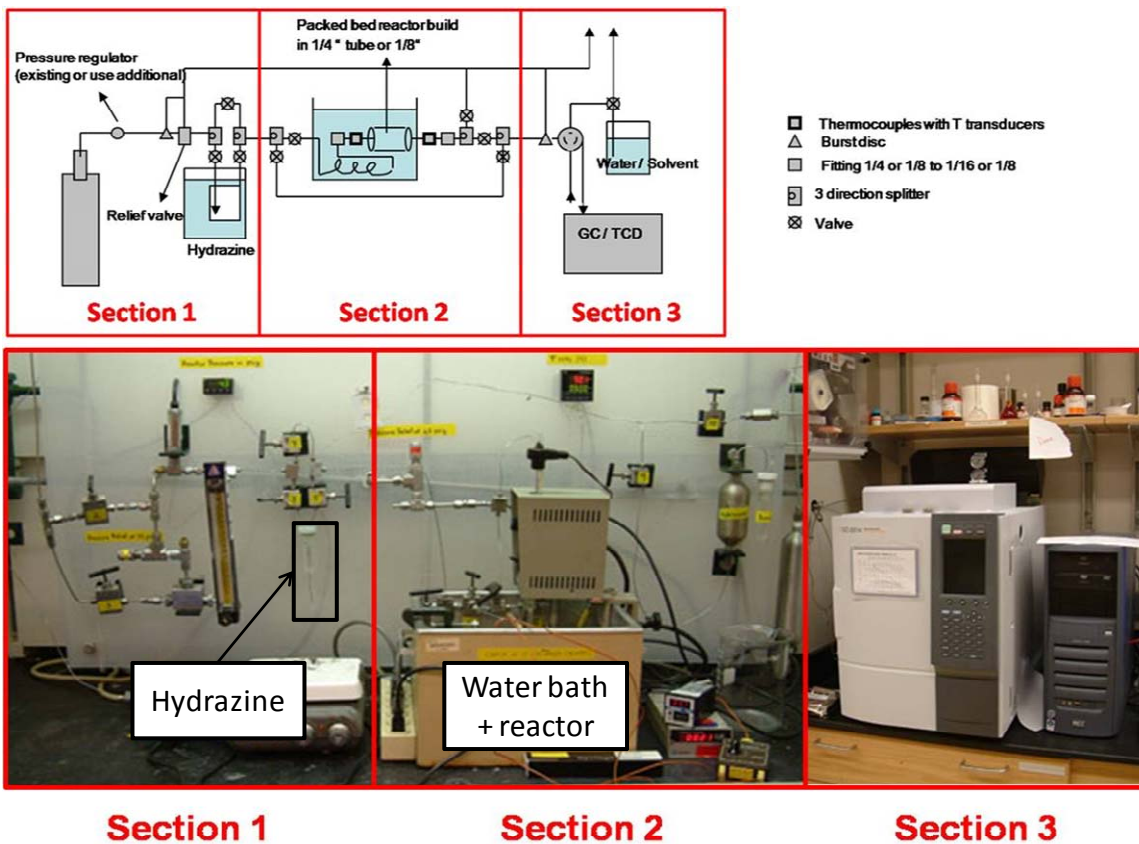 Packed bed reactor build
in 1/4 " tube or 1/8"
Pressure regulator
(existing or use additional)
Relief valve
Hydrazine
Water / Solvent
GC / TCD
Section 1
Section 2
Section 3
Thermocouples with T transducers
Burst disc
Fitting 1/4 or 1/8 to 1/16 or 1/8
3 direction splitter
Valve
Hydrazine
Water bath
+ reactor
Section 1
Section 2
Section 3